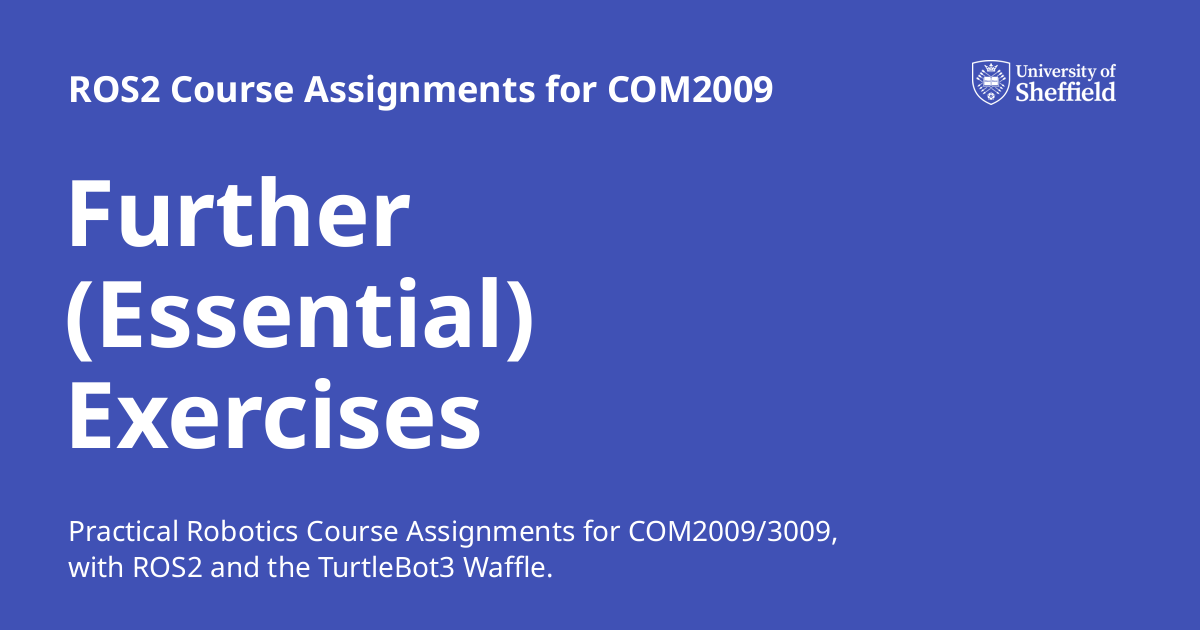 ROS2 Course Assignments for COM2009
University of
Sheffield
Further
(Essential)
Exercises
Practical Robotics Course Assignments for COM2009/3009,
with ROS2 and the TurtleBot3 Waffle.